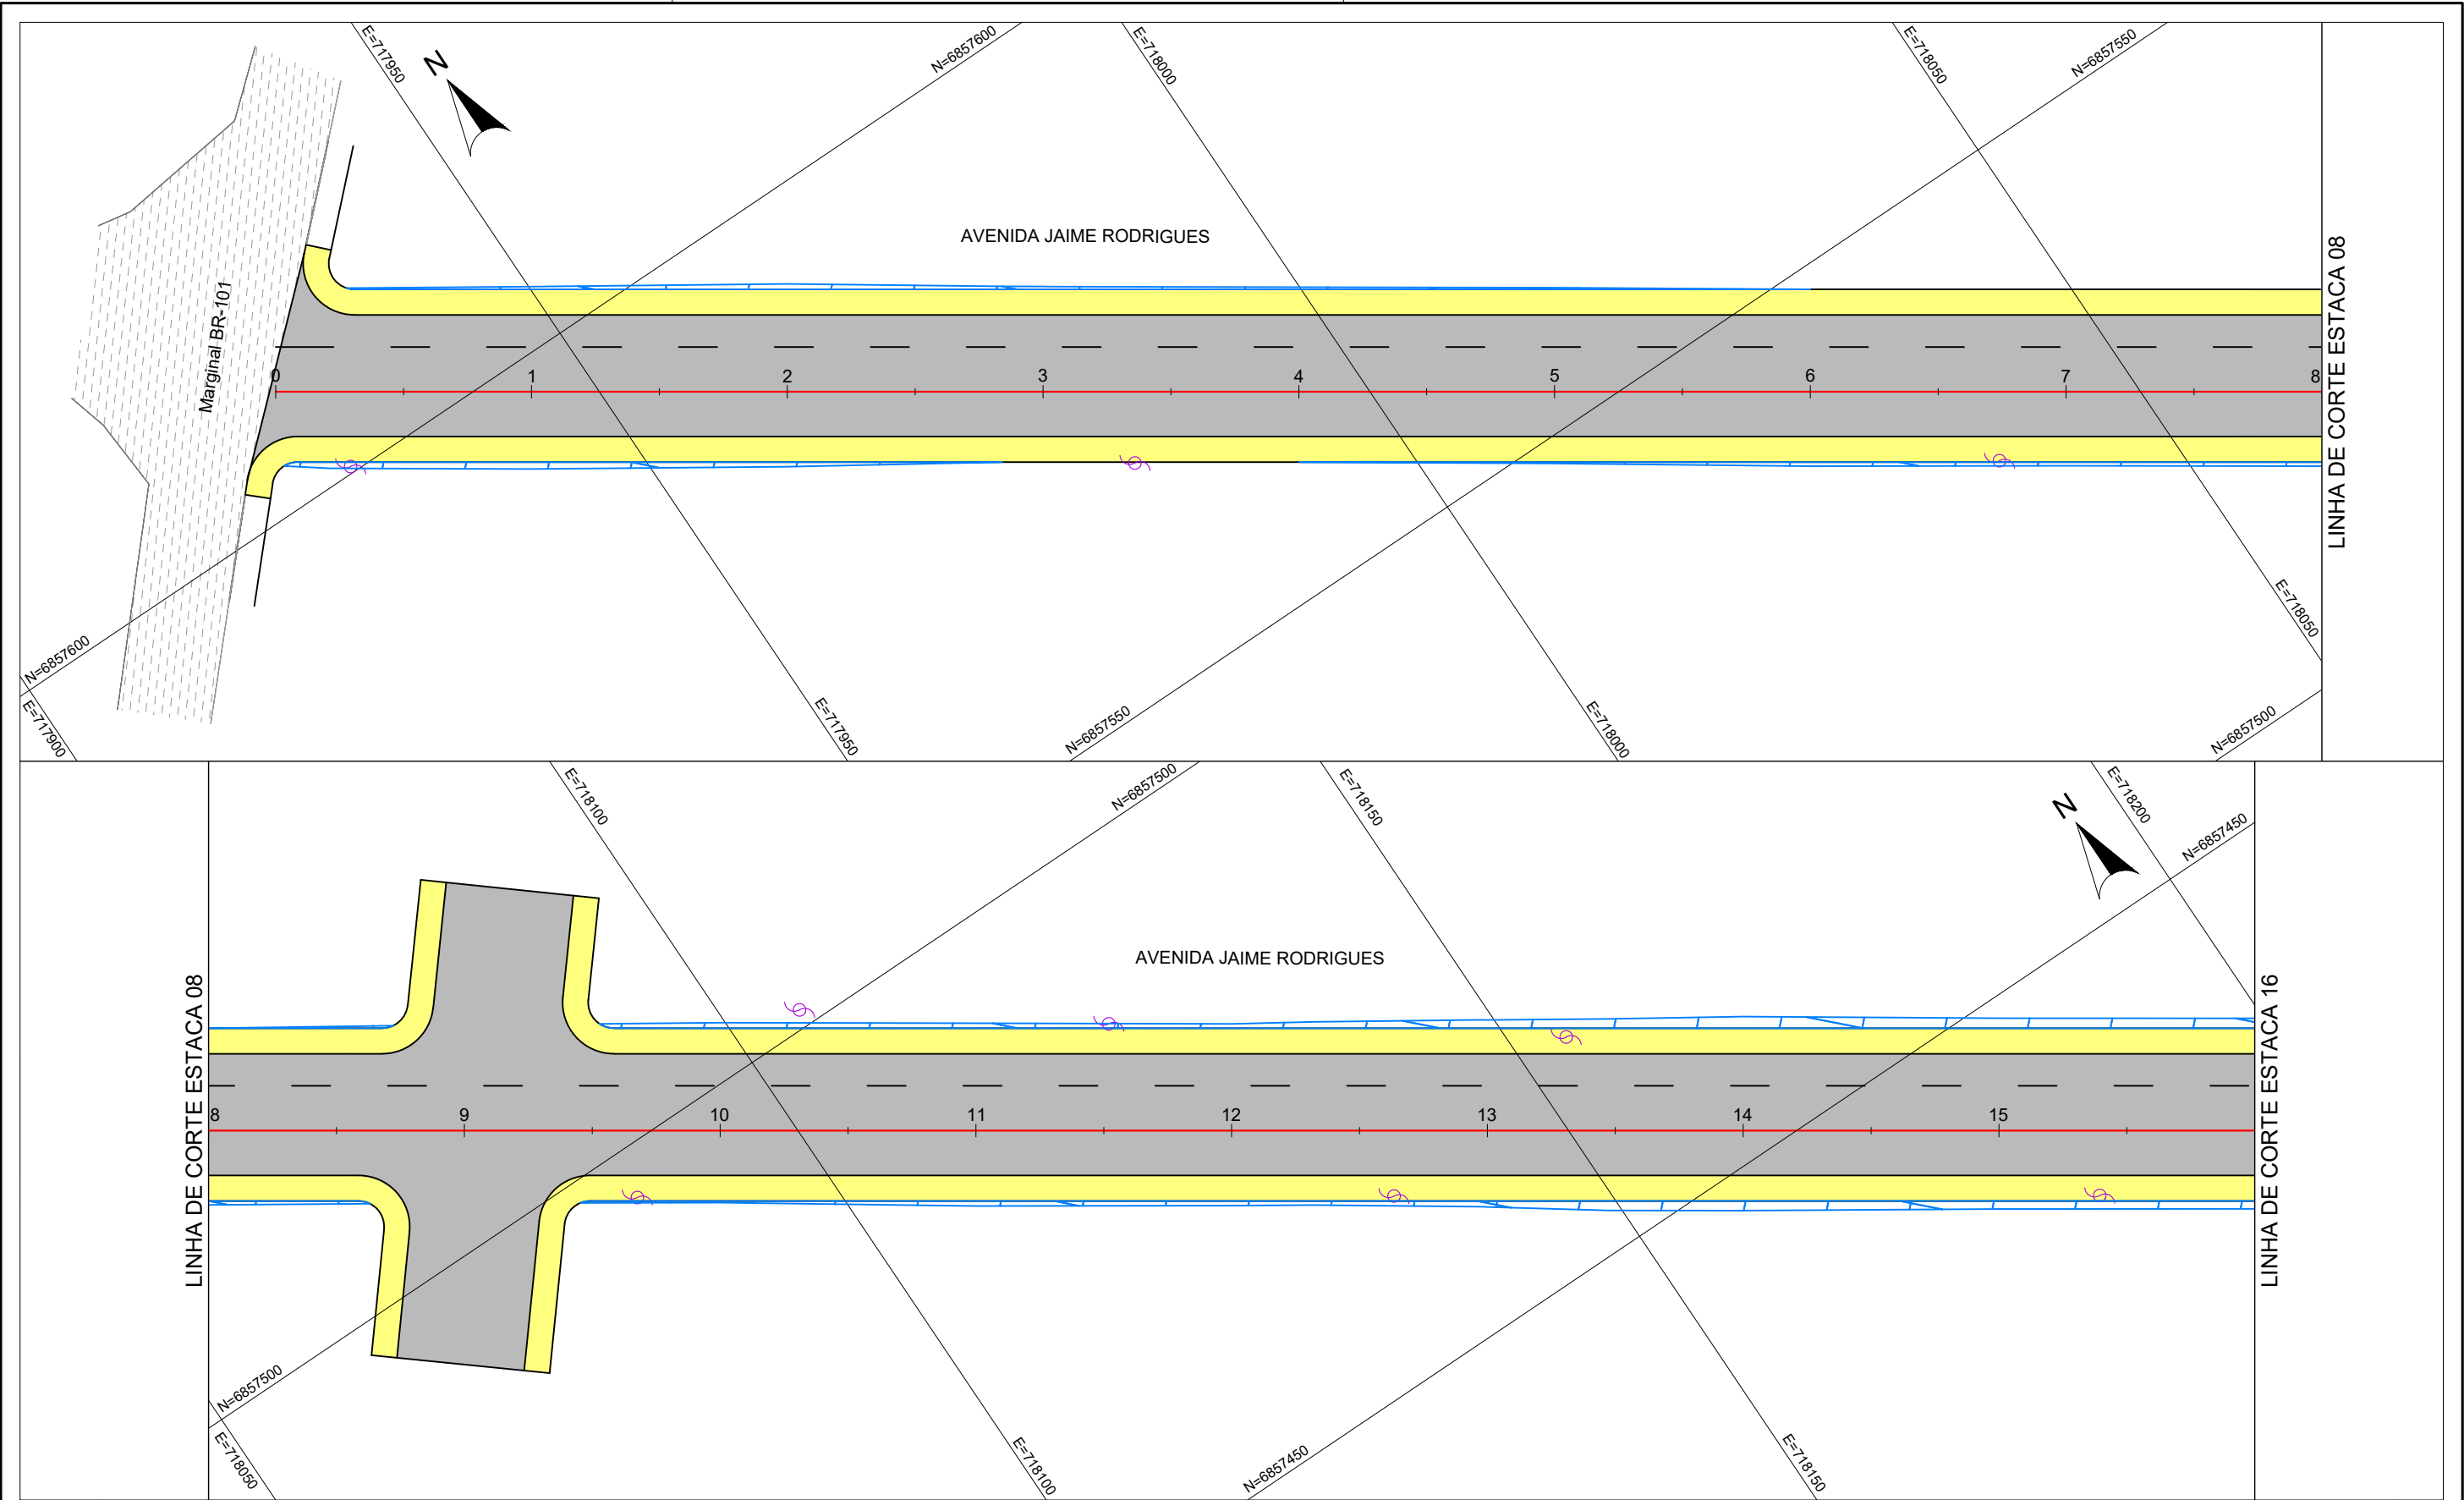 E=717950
N
N=6857600
E=718000
E=718050
N=6857550
AVENIDA JAIME RODRIGUES
Marginal BR-101
0
1
2
3
4
5
6
7
8
LINHA DE CORTE ESTACA 08
N=6857600
E=717900
E=717950
N=6857550
E=718000
E=718050
N=6857500
E=718100
N=6857500
E=718150
N
E=718200
N=6857450
AVENIDA JAIME RODRIGUES
LINHA DE CORTE ESTACA 08
8
9
10
11
12
13
14
15
LINHA DE CORTE ESTACA 16
N=6857500
E=718050
E=718100
N=6857450
E=718150